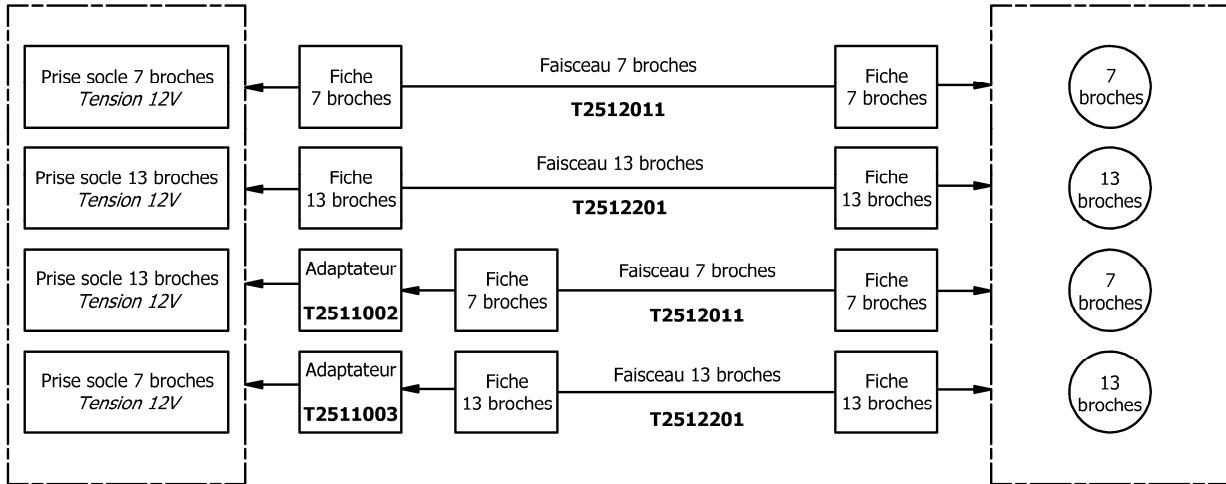 Prise socle 7 broches
Tension 12V
Fiche
7 broches
Faisceau 7 broches
T2512011
Fiche
7 broches
7
broches
Prise socle 13 broches
Tension 12V
Fiche
13 broches
Faisceau 13 broches
T2512201
Fiche
13 broches
13
broches
Prise socle 13 broches
Tension 12V
Adaptateur
T2511002
Fiche
7 broches
Faisceau 7 broches
T2512011
Fiche
7 broches
7
broches
Prise socle 7 broches
Tension 12V
Adaptateur
T2511003
Fiche
13 broches
Faisceau 13 broches
T2512201
Fiche
13 broches
13
broches